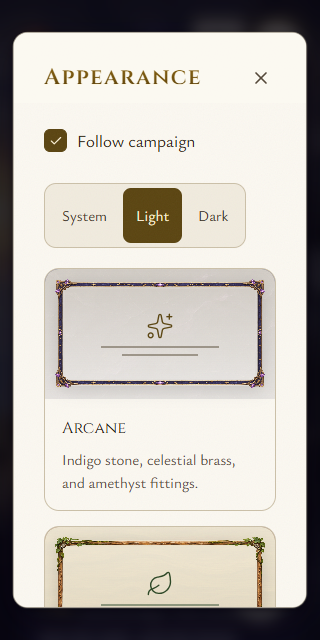 Appearance
Follow campaign
System Light Dark
Arcane
Indigo stone, celestial brass,
and amethyst fittings.